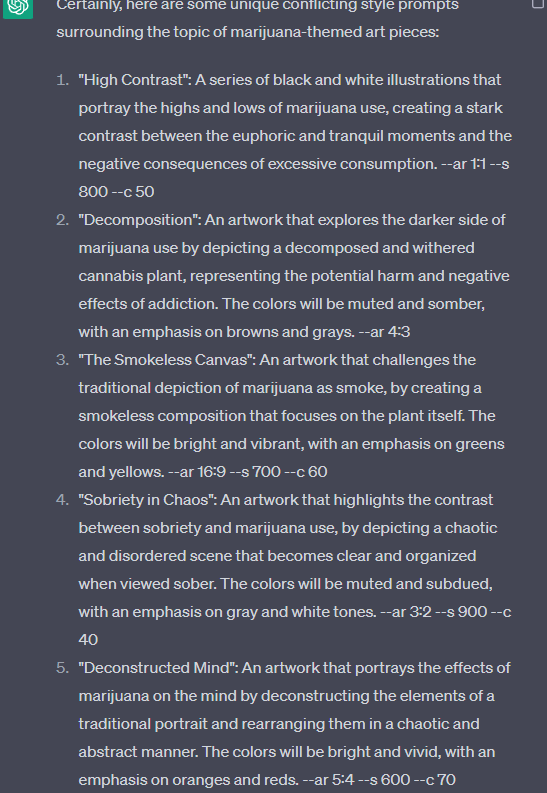 Certainly, here are some unique conflicting style prompts
surrounding the topic of marijuana-themed art pieces:
1. "High Contrast": A series of black and white illustrations that
portray the highs and lows of marijuana use, creating a stark
contrast between the euphoric and tranquil moments and the
negative consequences of excessive consumption. --ar 1:1 --s
800 --c 50
2. "Decomposition": An artwork that explores the darker side of
marijuana use by depicting a decomposed and withered
cannabis plant, representing the potential harm and negative
effects of addiction. The colors will be muted and somber,
with an emphasis on browns and grays. --ar 4:3
3. "The Smokeless Canvas": An artwork that challenges the
traditional depiction of marijuana as smoke, by creating a
smokeless composition that focuses on the plant itself. The
colors will be bright and vibrant, with an emphasis on greens
and yellows. --ar 16:9 --s 700 --c 60
4. "Sobriety in Chaos": An artwork that highlights the contrast
between sobriety and marijuana use, by depicting a chaotic
and disordered scene that becomes clear and organized
when viewed sober. The colors will be muted and subdued,
with an emphasis on gray and white tones. --ar 3:2 --s 900 --c
40
5. "Deconstructed Mind": An artwork that portrays the effects of
marijuana on the mind by deconstructing the elements of a
traditional portrait and rearranging them in a chaotic and
abstract manner. The colors will be bright and vivid, with an
emphasis on oranges and reds. --ar 5:4 --s 600 --c 70